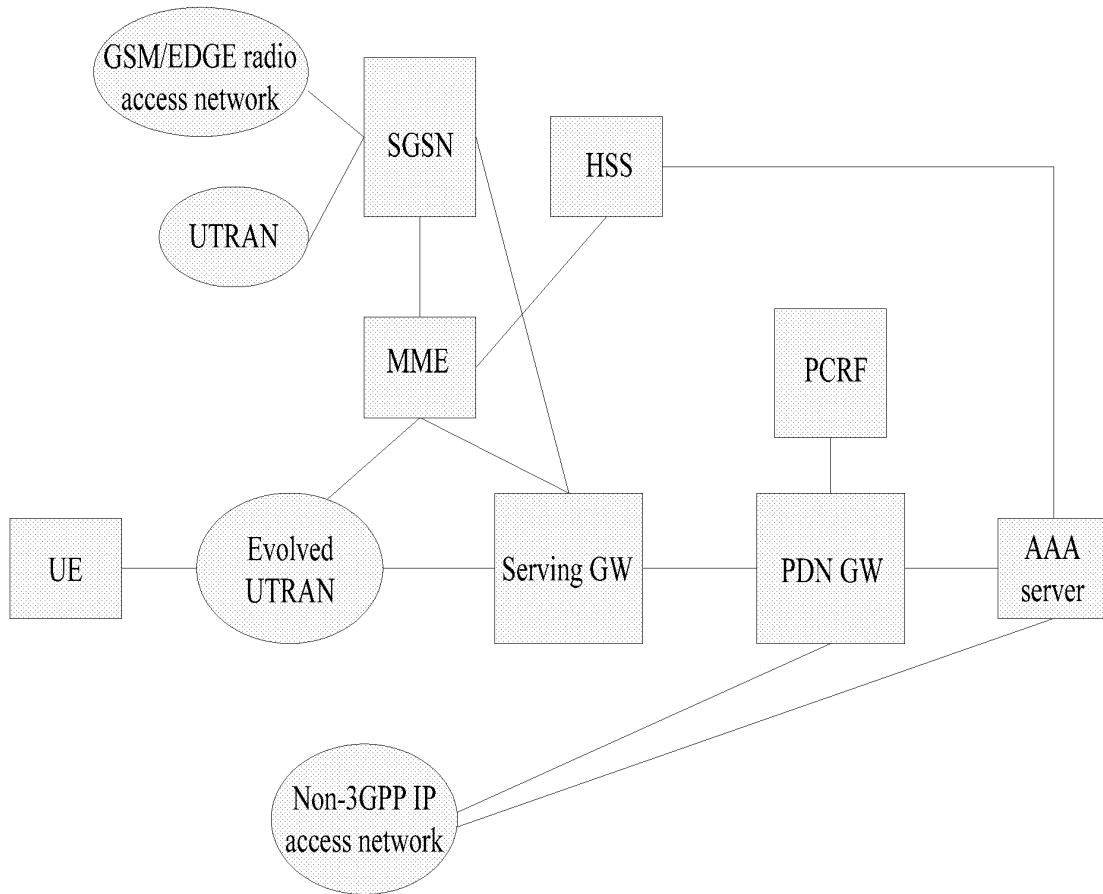 GSM/EDGE radio
access network
SGSN
HSS
UTRAN
MME
PCRF
UE
Evolved
UTRAN
Serving GW
PDN GW
AAA
server
Non-3GPP IP
access network